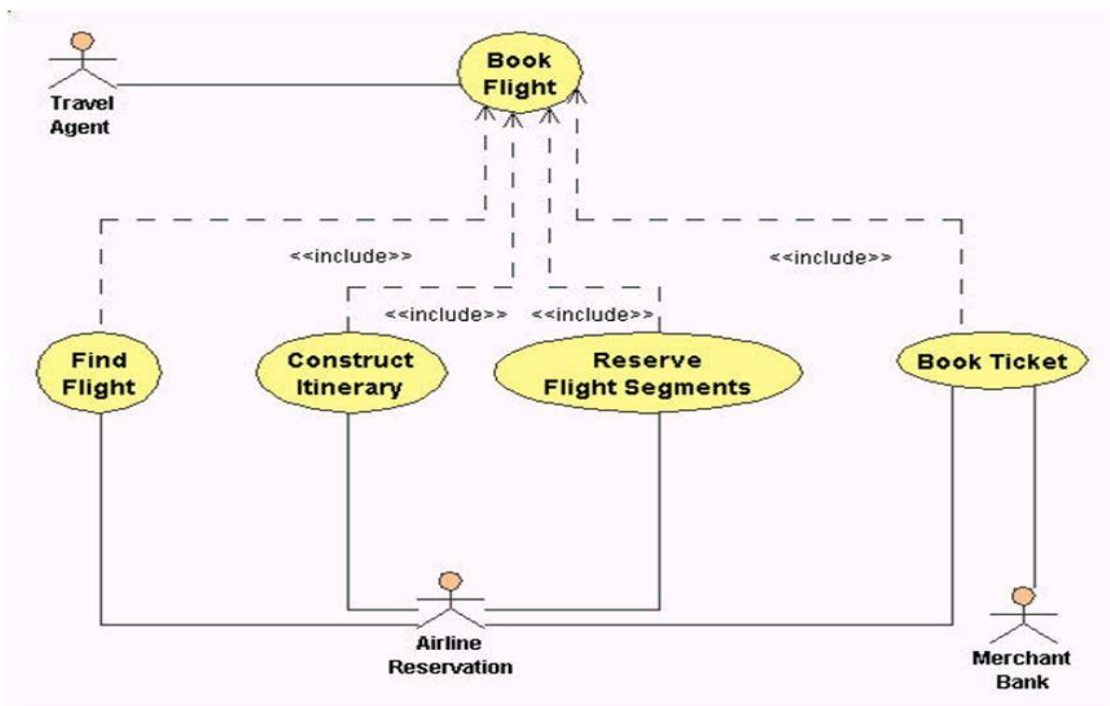 Book
Flight
Travel
Agent
<<include>>
<<include>>
<<include>>
<<include>>
Find
Flight
Construct
Itinerary
Reserve
Flight Segments
Book Ticket
Airline
Reservation
Merchant
Bank